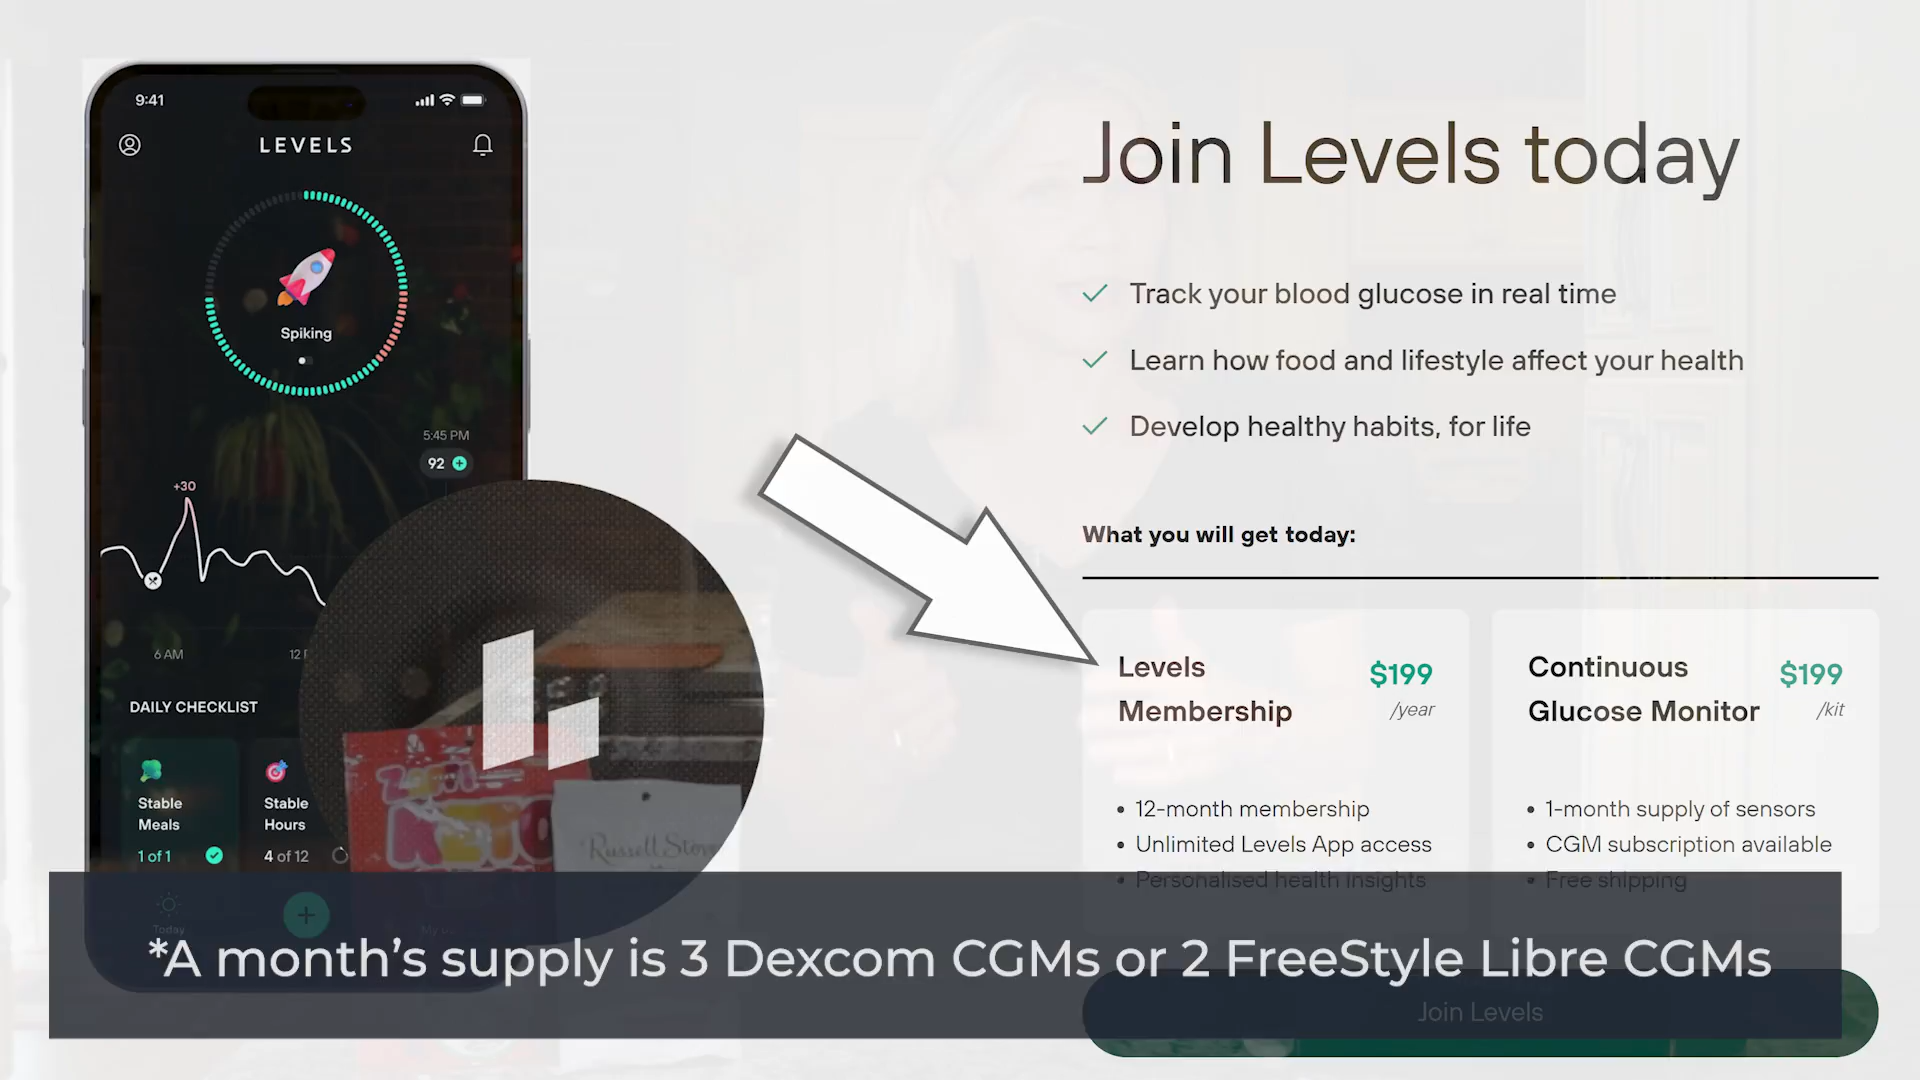 9:41
LEVELS
Spiking
5:45 PM
92
+30
6 AM
12
DAILY CHECKLIST
Stable
Meals
1 of 1
Stable
Hours
4 of 12
Today
Russell Stov
Join Levels today
Track your blood glucose in real time
Learn how food and lifestyle affect your health
Develop healthy habits, for life
What you will get today:
Levels
Membership
$199
/year
12-month membership
Unlimited Levels App access
Personalised health insights
Continuous
Glucose Monitor
$199
/kit
1-month supply of sensors
CGM subscription available
Free shipping
*A month's supply is 3 Dexcom CGMs or 2 FreeStyle Libre CGMs
Join Levels